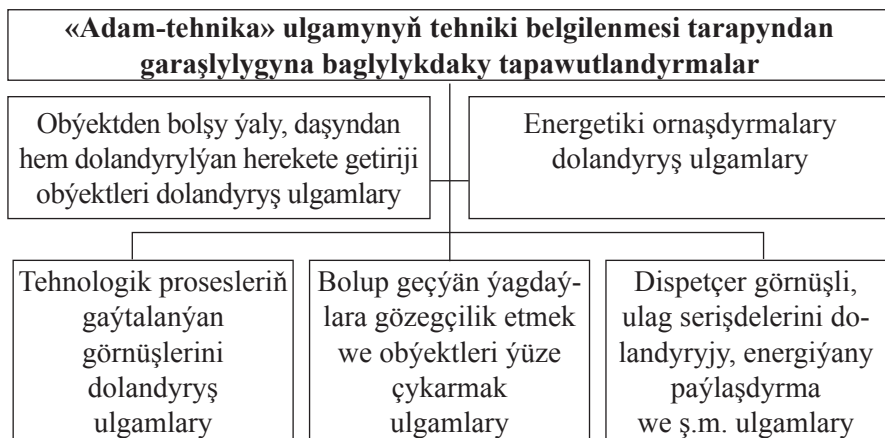 «Adam-tehnika» ulgamynyň tehniki belgilenmesi tarapyndan
garaşlylygyna baglylykdaky tapawutlandyrmalar
Obýektden bolşy ýaly, daşyndan
hem dolandyrylýan herekete getiriji
obýektleri dolandyryş ulgamlary
Energetiki ornaşdyrmalary
dolandyryş ulgamlary
Tehnologik prosesleriň
gaýtalanýan
görnüşlerini
dolandyryş
ulgamlary
Bolup geçýän ýagdaý-
lara gözegçilik etmek
we obýektleri ýüze
çykarmak
ulgamlary
Dispetçer görnüşli,
ulag serişdelerini do-
landyryjy, energiýany
paýlaşdyrma
we ş.m. ulgamlary